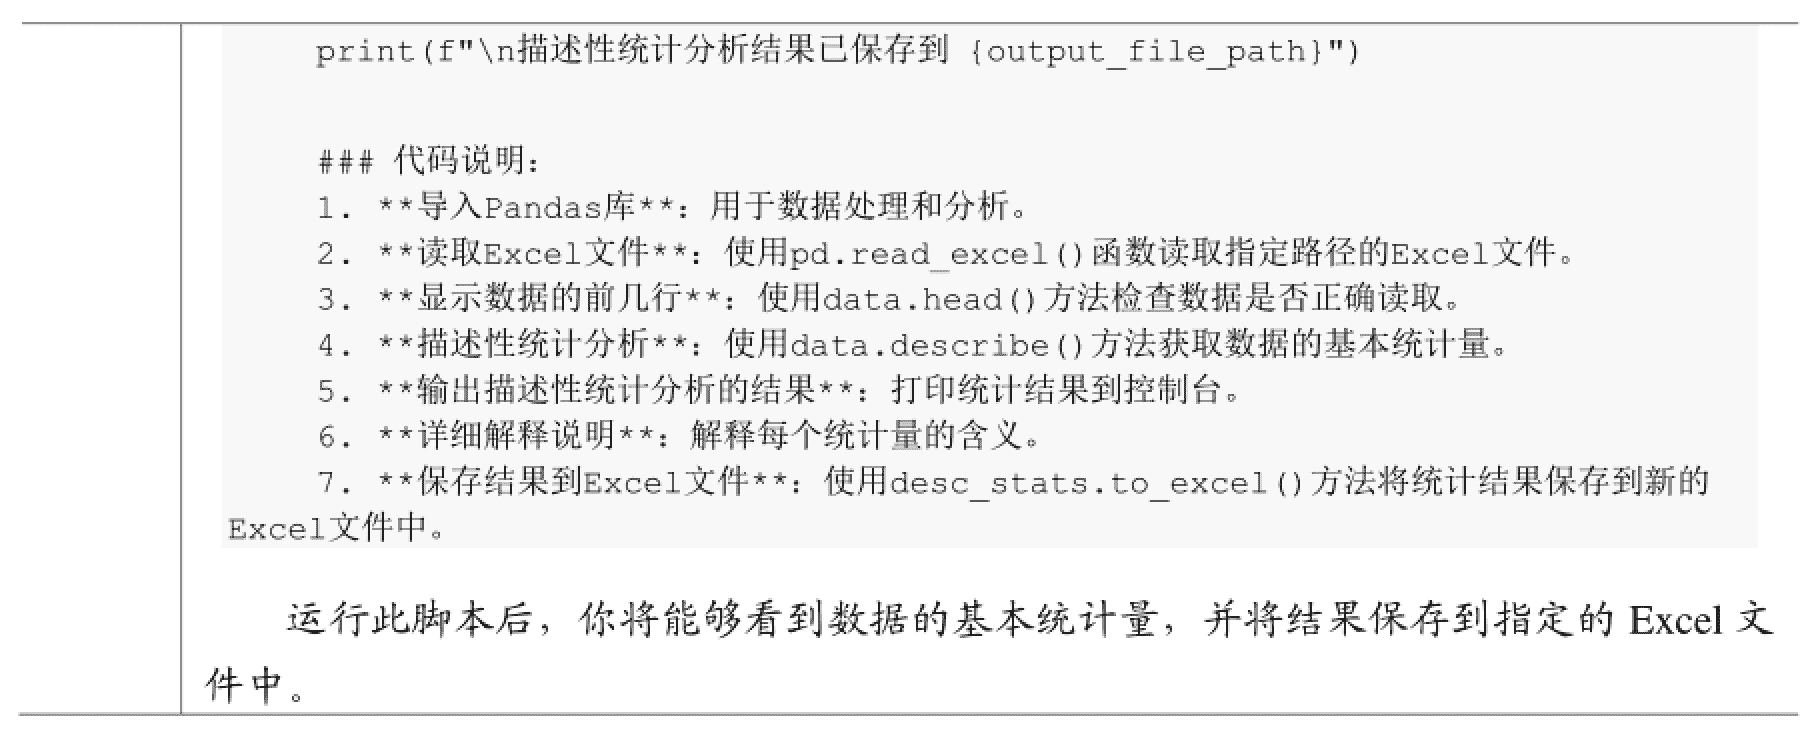 print(f"\n描述性统计分析结果已保存到 {output_file_path}")
### 代码说明：
1. **导入Pandas库**：用于数据处理和分析。
2. **读取Excel文件**：使用pd.read_excel()函数读取指定路径的Excel文件。
3. **显示数据的前几行**：使用data.head()方法检查数据是否正确读取。
4. **描述性统计分析**：使用data.describe()方法获取数据的基本统计量。
5. **输出描述性统计分析的结果**：打印统计结果到控制台。
6. **详细解释说明**：解释每个统计量的含义。
7. **保存结果到Excel文件**：使用desc_stats.to_excel()方法将统计结果保存到新的
Excel文件中。
运行此脚本后，你将能够看到数据的基本统计量，并将结果保存到指定的 Excel 文
件中。